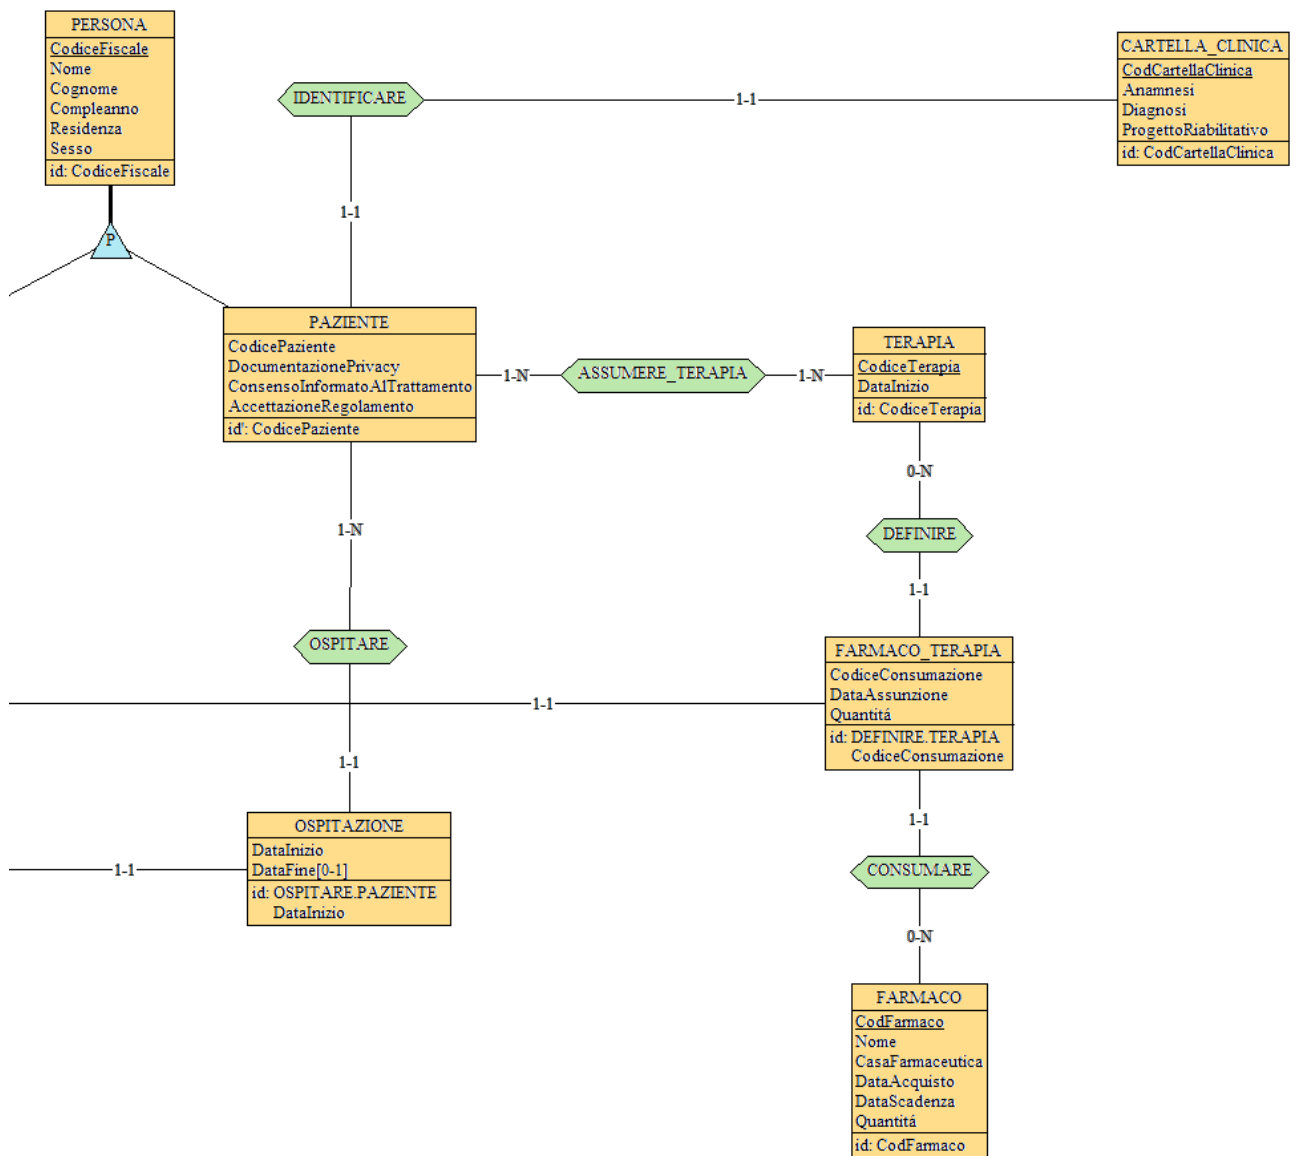 PERSONA
CodiceFiscale
Nome
Cognome
Compleanno
Residenza
Sesso
id: CodiceFiscale
P
IDENTIFICARE
1-1
1-1
CARTELLA_CLINICA
CodCartellaClinica
Anamnesi
Diagnosi
ProgettoRiabilitativo
id: CodCartellaClinica
PAZIENTE
CodicePaziente
DocumentazionePrivacy
ConsensoInformatoAlTrattamento
AccettazioneRegolamento
id': CodicePaziente
1-N
ASSUMERE_TERAPIA
1-N
TERAPIA
CodiceTerapia
DataInizio
id: CodiceTerapia
0-N
DEFINIRE
1-1
1-N
OSPITARE
1-1
FARMACO_TERAPIA
CodiceConsumazione
DataAssunzione
Quantitá
id: DEFINIRE.TERAPIA
CodiceConsumazione
1-1
1-1
OSPITAZIONE
DataInizio
DataFine[0-1]
id: OSPITARE.PAZIENTE
DataInizio
1-1
CONSUMARE
0-N
FARMACO
CodFarmaco
Nome
CasaFarmaceutica
DataAcquisto
DataScadenza
Quantitá
id: CodFarmaco